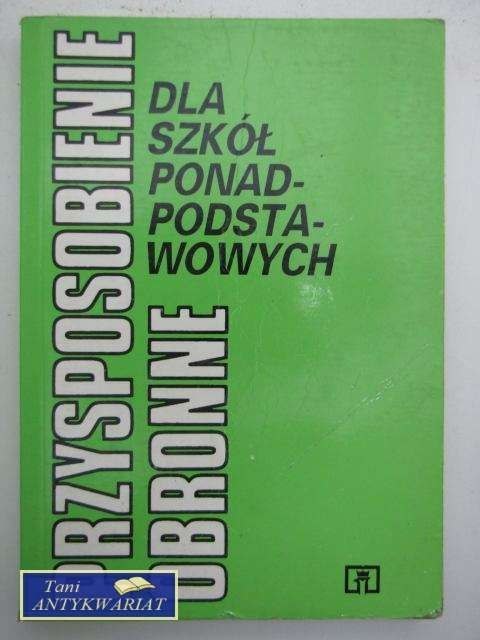 PRZYSPOSOBIENIE
OBRONNE
DLA
SZKÓŁ
PONAD-
PODSTA-
WOWYCH
Tani
ANTYKWARIAT